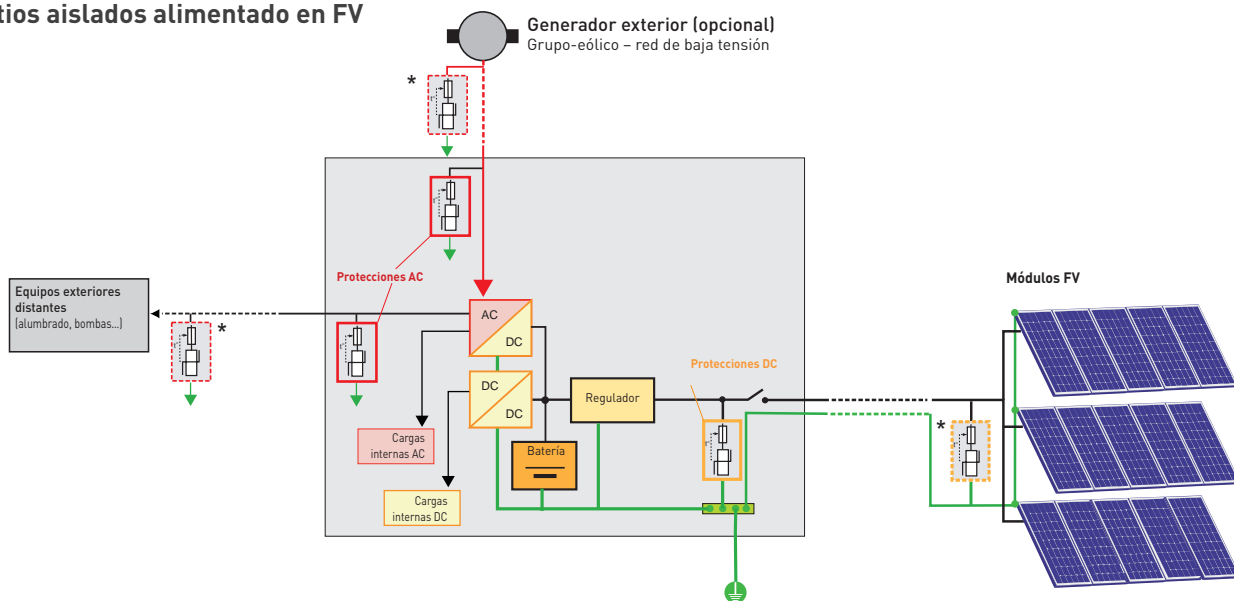 tios aislados alimentado en FV
Generador exterior (opcional)
Grupo-eólico – red de baja tensión
*
Protecciones AC
Módulos FV
Equipos exteriores
distantes
(alumbrado, bombas...)
*
AC
DC
Protecciones DC
DC
DC
Regulador
*
Cargas
internas AC
Batería
Cargas
internas DC